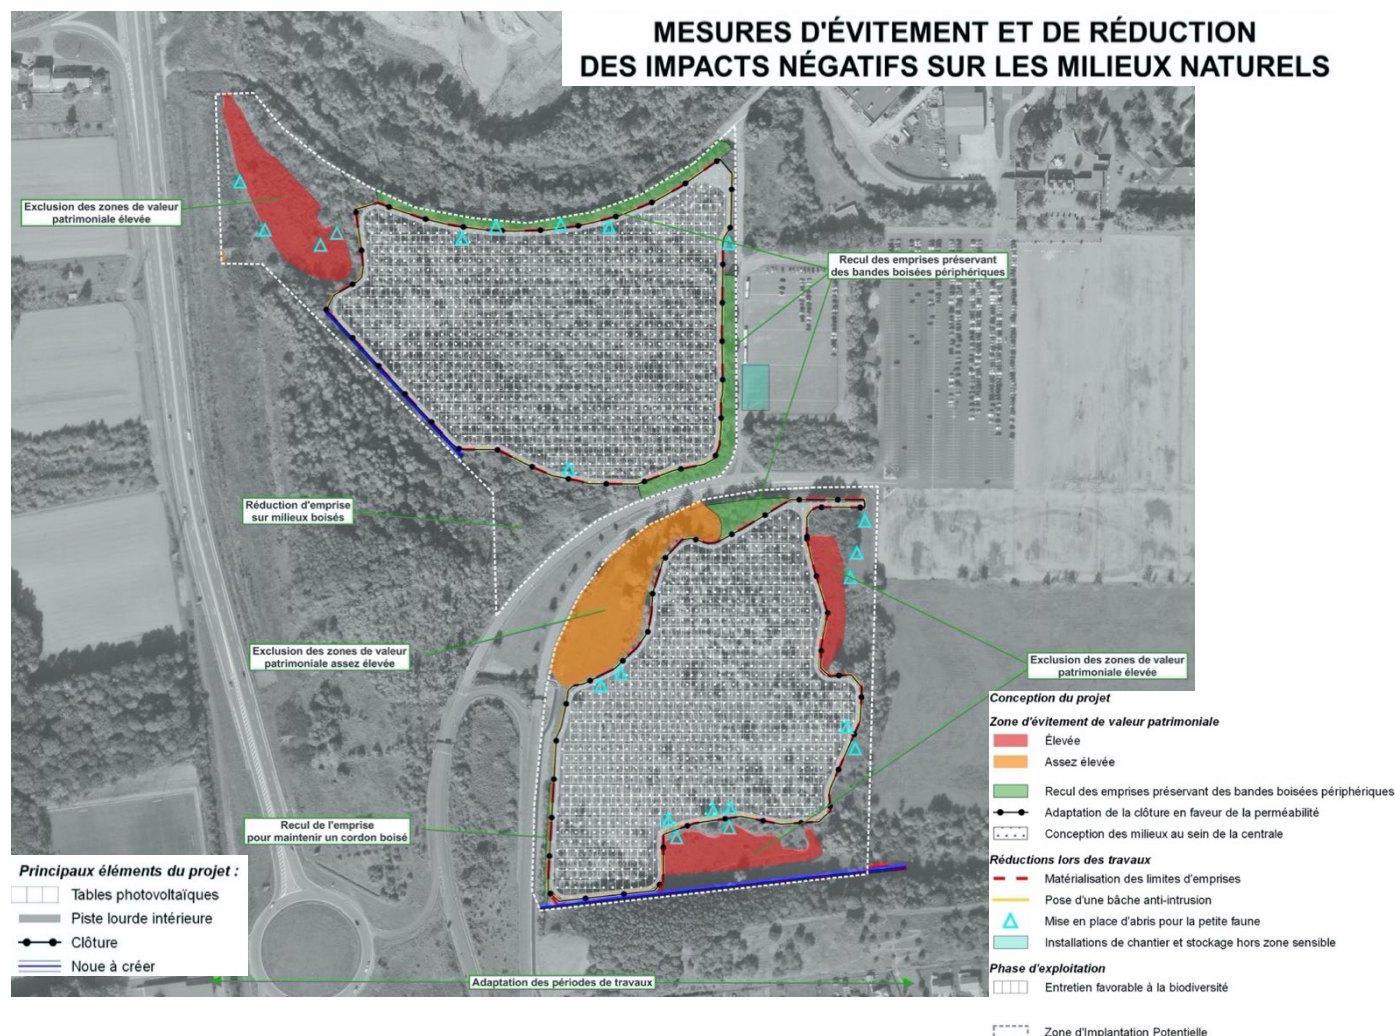 MESURES D'ÉVITEMENT ET DE RÉDUCTION
DES IMPACTS NÉGATIFS SUR LES MILIEUX NATURELS
Exclusion des zones de valeur
patrimoniale élevée
Recul des emprises préservant
des bandes boisées périphériques
Réduction d'emprise
sur milieux boisés
Exclusion des zones de valeur
patrimoniale assez élevée
Exclusion des zones de valeur
patrimoniale élevée
Recul de l'emprise
pour maintenir un cordon boisé
Adaptation des périodes de travaux
Principaux éléments du projet :
Tables photovoltaïques
Piste lourde intérieure
Clôture
Noue à créer
Conception du projet
Zone d'évitement de valeur patrimoniale
Élevée
Assez élevée
Recul des emprises préservant des bandes boisées périphériques
Adaptation de la clôture en faveur de la perméabilité
Conception des milieux au sein de la centrale
Réductions lors des travaux
Matérialisation des limites d'emprises
Pose d'une bâche anti-intrusion
Mise en place d'abris pour la petite faune
Installations de chantier et stockage hors zone sensible
Phase d'exploitation
Entretien favorable à la biodiversité
Zone d'Implantation Potentielle